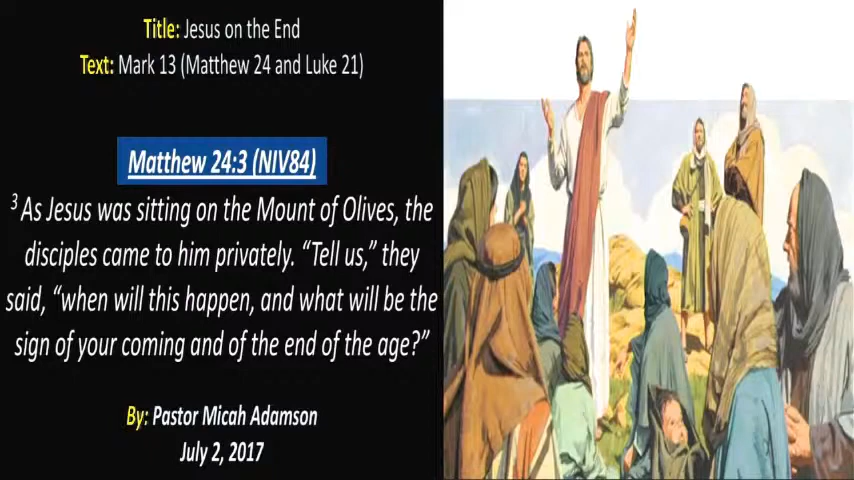 Title: Jesus on the End
Text: Mark 13 (Matthew 24 and Luke 21)
Matthew 24:3 (NIV84)
3 As Jesus was sitting on the Mount of Olives, the
disciples came to him privately. “Tell us,” they
said, “when will this happen, and what will be the
sign of your coming and of the end of the age?”
By: Pastor Micah Adamson
July 2, 2017